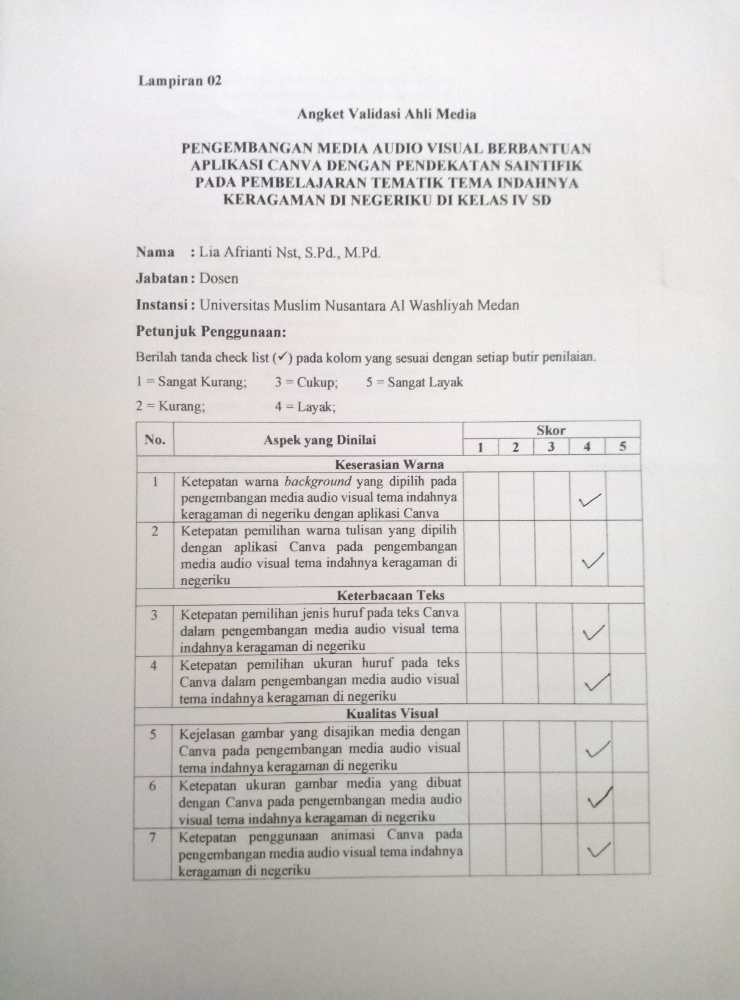 Lampiran 02
Angket Validasi Ahli Media
PENGEMBANGAN MEDIA AUDIO VISUAL BERBANTUAN
APLIKASI CANVA DENGAN PENDEKATAN SAINTIFIK
PADA PEMBELAJARAN TEMATIK TEMA INDAHNYA
KERAGAMAN DI NEGERIKU DI KELAS IV SD
Nama : Lia Afrianti Nst, S.Pd., M.Pd.
Jabatan : Dosen
Instansi : Universitas Muslim Nusantara Al Washliyah Medan
Petunjuk Penggunaan:
Berilah tanda check list (✓) pada kolom yang sesuai dengan setiap butir penilaian.
1 = Sangat Kurang; 3 = Cukup; 5 = Sangat Layak
2 = Kurang; 4 = Layak;
No. Aspek yang Dinilai Skor
1 2 3 4 5
Keserasian Warna
1 Ketepatan warna background yang dipilih pada
pengembangan media audio visual tema indahnya ✓
keragaman di negeriku dengan aplikasi Canva
2 Ketepatan pemilihan warna tulisan yang dipilih
dengan aplikasi Canva pada pengembangan
media audio visual tema indahnya keragaman di ✓
negeriku
Keterbacaan Teks
3 Ketepatan pemilihan jenis huruf pada teks Canva
dalam pengembangan media audio visual tema ✓
indahnya keragaman di negeriku
4 Ketepatan pemilihan ukuran huruf pada teks
Canva dalam pengembangan media audio visual ✓
tema indahnya keragaman di negeriku
Kualitas Visual
5 Kejelasan gambar yang disajikan media dengan
Canva pada pengembangan media audio visual ✓
tema indahnya keragaman di negeriku
6 Ketepatan ukuran gambar media yang dibuat
dengan Canva pada pengembangan media audio ✓
visual tema indahnya keragaman di negeriku
7 Ketepatan penggunaan animasi Canva pada
pengembangan media audio visual tema indahnya ✓
keragaman di negeriku